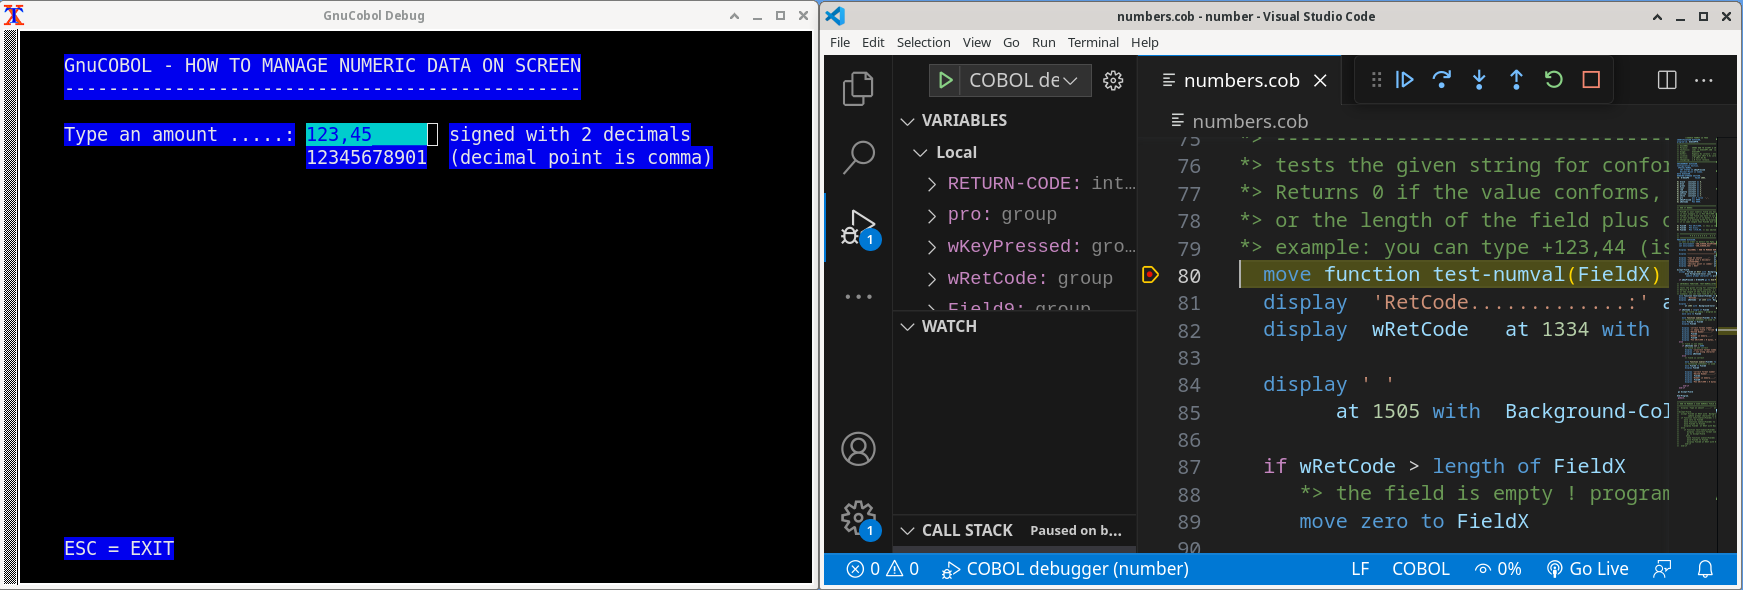 GnuCobol Debug
GnuCOBOL - HOW TO MANAGE NUMERIC DATA ON SCREEN
-----------------------------------------------
Type an amount .....: 123,45 signed with 2 decimals
12345678901 (decimal point is comma)
ESC = EXIT
numbers.cob - number - Visual Studio Code
File Edit Selection View Go Run Terminal Help
COBOL de
numbers.cob
VARIABLES
Local
RETURN-CODE: int…
pro: group
wKeyPressed: gro…
wRetCode: group
Field9: group
WATCH
CALL STACK Paused on b...
1
1
numbers.cob
75 *> ------------------------------------
76 *> tests the given string for confor
77 *> Returns 0 if the value conforms,
78 *> or the length of the field plus
79 *> example: you can type +123,44 (is
80 move function test-numval(FieldX)
81 display 'RetCode.............:' a
82 display wRetCode at 1334 with
83
84 display ' '
85 at 1505 with Background-Col
86
87 if wRetCode > length of FieldX
88 *> the field is empty ! program
89 move zero to FieldX
90
0 0 COBOL debugger (number) LF COBOL 0% Go Live